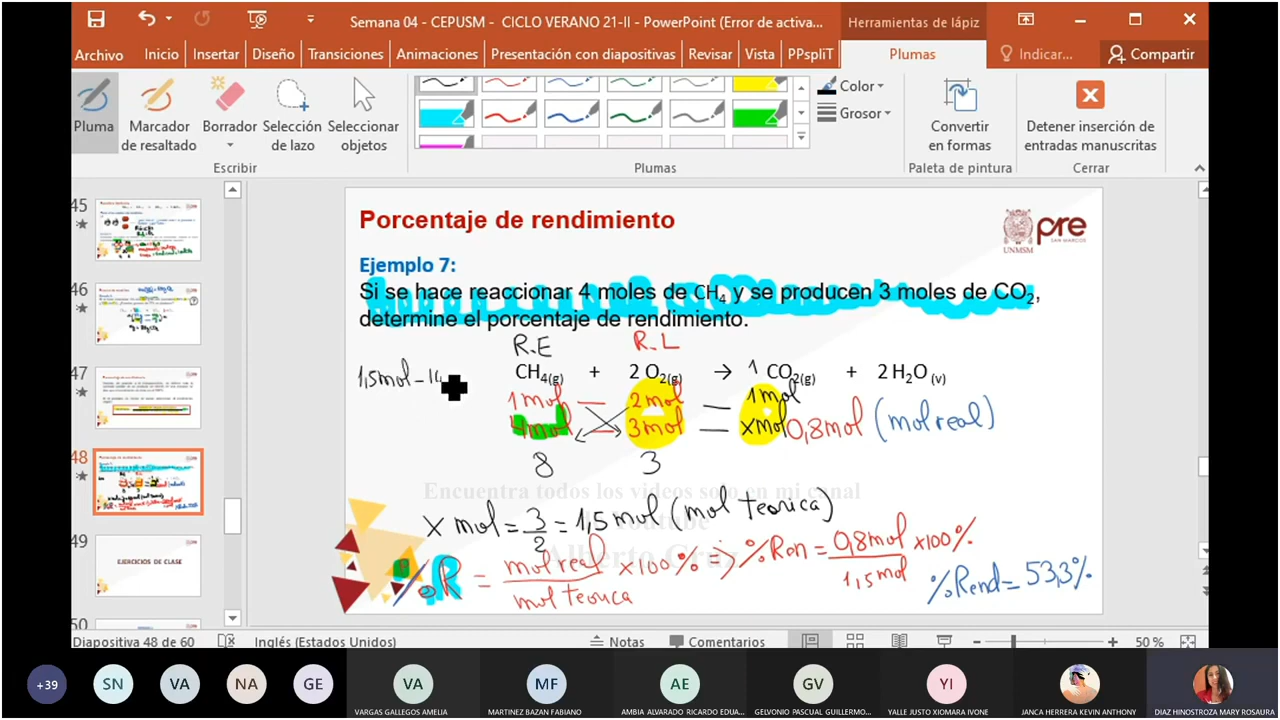 Semana 04 - CEPUSM - CICLO VERANO 21-II - PowerPoint (Error de activa...
Herramientas de lápiz
Archivo Inicio Insertar Diseño Transiciones Animaciones Presentación con diapositivas Revisar Vista PPspliT Plumas Indicar... Compartir
Pluma
Marcador de resaltado
Borrador
Selección de lazo
Seleccionar objetos
Color
Grosor
Convertir en formas
Detener inserción de entradas manuscritas
Escribir
Plumas
Paleta de pintura
Cerrar
45
46
47
48
49
EJERCICIOS DE CLASE
50
Porcentaje de rendimiento
UNMSM
pre
SAN MARCOS
Ejemplo 7:
Si se hace reaccionar 4 moles de CH4 y se producen 3 moles de CO2,
determine el porcentaje de rendimiento.
R.E R.L
1,5mol – 10
CH4(g) + 2 O2(g) → 1 CO2(g) + 2 H2O (v)
1mol — 2mol = 1mol
4mol — 3mol = xmol 0,8mol (mol real)
8 3
Encuentra todos los videos solo en mi canal
x mol = 3/2 = 1,5 mol (mol teorica)
Alberto Cruz
%R = mol real / mol teorica x100% => %Ren = 0,8mol / 1,5mol x100%
%Rend = 53,3%
Diapositiva 48 de 60
Inglés (Estados Unidos)
Notas
Comentarios
50 %
+39 SN VA NA GE VA MF AE GV YI
VARGAS GALLEGOS AMELIA
MARTINEZ BAZAN FABIANO
AMBIA ALVARADO RICARDO EDUA...
GELVONIO PASCUAL GUILLERMO...
YALLE JUSTO XIOMARA IVONE
JANCA HERRERA KEVIN ANTHONY
DIAZ HINOSTROZA MARY ROSAURA